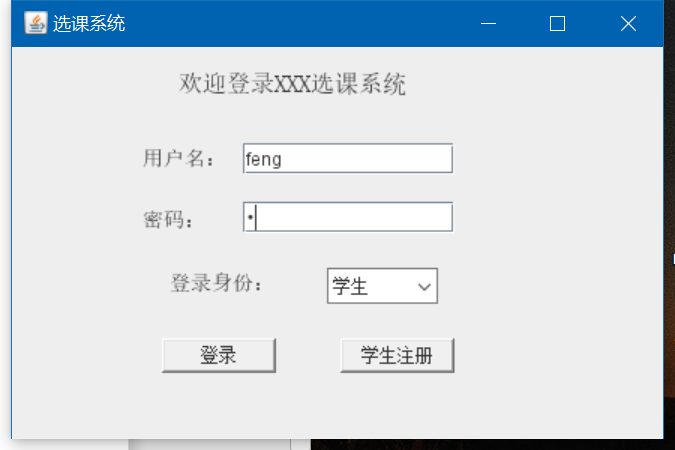 选课系统
欢迎登录XXX选课系统
用户名： feng
密码： •
登录身份： 学生
登录 学生注册